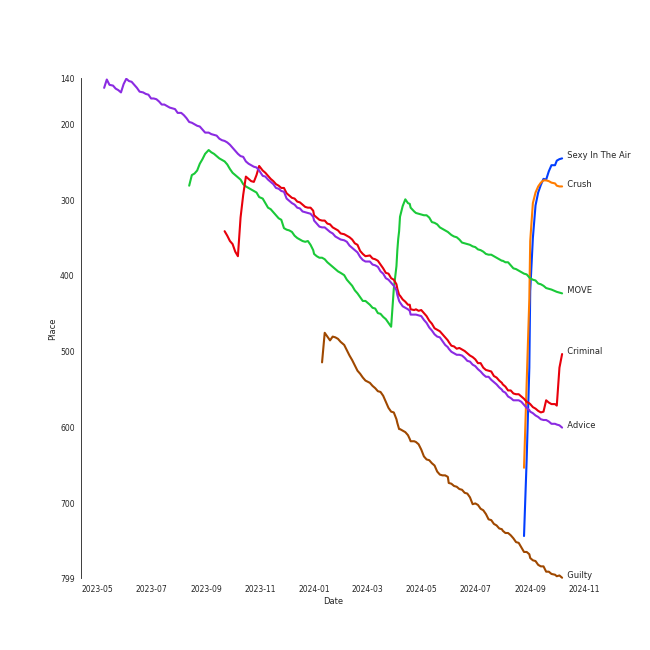 140
200
300
400
500
600
700
799
Place
2023-05
2023-07
2023-09
2023-11
2024-01
2024-03
2024-05
2024-07
2024-09
2024-11
Date
Sexy In The Air
Crush
MOVE
Criminal
Advice
Guilty